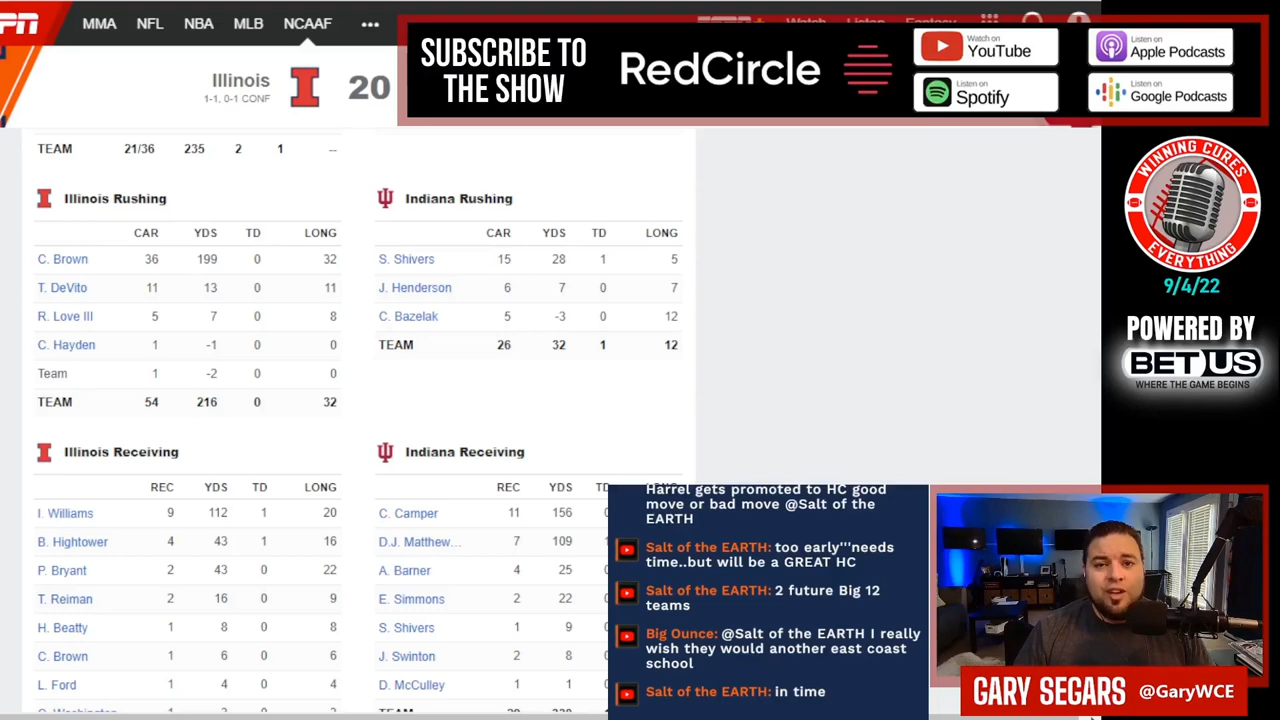 MMA NFL NBA MLB NCAAF •••
Illinois
1-1, 0-1 CONF
20
SUBSCRIBE TO
THE SHOW
RedCircle
Watch on
YouTube
Listen on
Apple Podcasts
Listen on
Spotify
Listen on
Google Podcasts
TEAM 21/36 235 2 1 --
Illinois Rushing
CAR YDS TD LONG
C. Brown 36 199 0 32
T. DeVito 11 13 0 11
R. Love III 5 7 0 8
C. Hayden 1 -1 0 0
Team 1 -2 0 0
TEAM 54 216 0 32
Indiana Rushing
CAR YDS TD LONG
S. Shivers 15 28 1 5
J. Henderson 6 7 0 7
C. Bazelak 5 -3 0 12
TEAM 26 32 1 12
Illinois Receiving
REC YDS TD LONG
I. Williams 9 112 1 20
B. Hightower 4 43 1 16
P. Bryant 2 43 0 22
T. Reiman 2 16 0 9
H. Beatty 1 8 0 8
C. Brown 1 6 0 6
L. Ford 1 4 0 4
Indiana Receiving
REC YDS
C. Camper 11 156
D.J. Matthew... 7 109
A. Barner 4 25
E. Simmons 2 22
S. Shivers 1 9
J. Swinton 2 8
D. McCulley 1 1
Harrel gets promoted to HC good
move or bad move @Salt of the
EARTH
Salt of the EARTH: too early'''needs
time..but will be a GREAT HC
Salt of the EARTH: 2 future Big 12
teams
Big Ounce: @Salt of the EARTH I really
wish they would another east coast
school
Salt of the EARTH: in time
WINNING CURES
EVERYTHING
9/4/22
POWERED BY
BETUS
WHERE THE GAME BEGINS
GARY SEGARS @GaryWCE